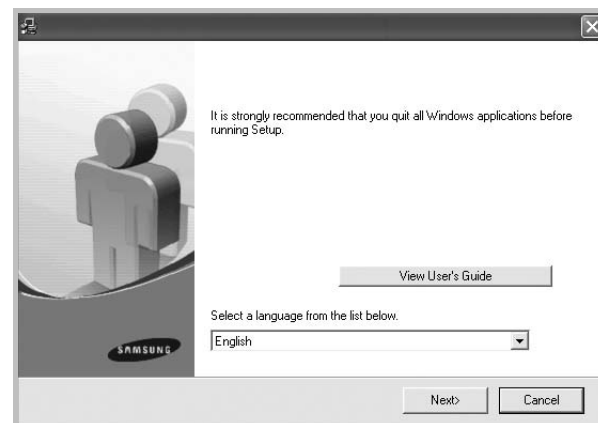 It is strongly recommended that you quit all Windows applications before
running Setup.
View User's Guide
Select a language from the list below.
English
SAMSUNG
Next>
Cancel